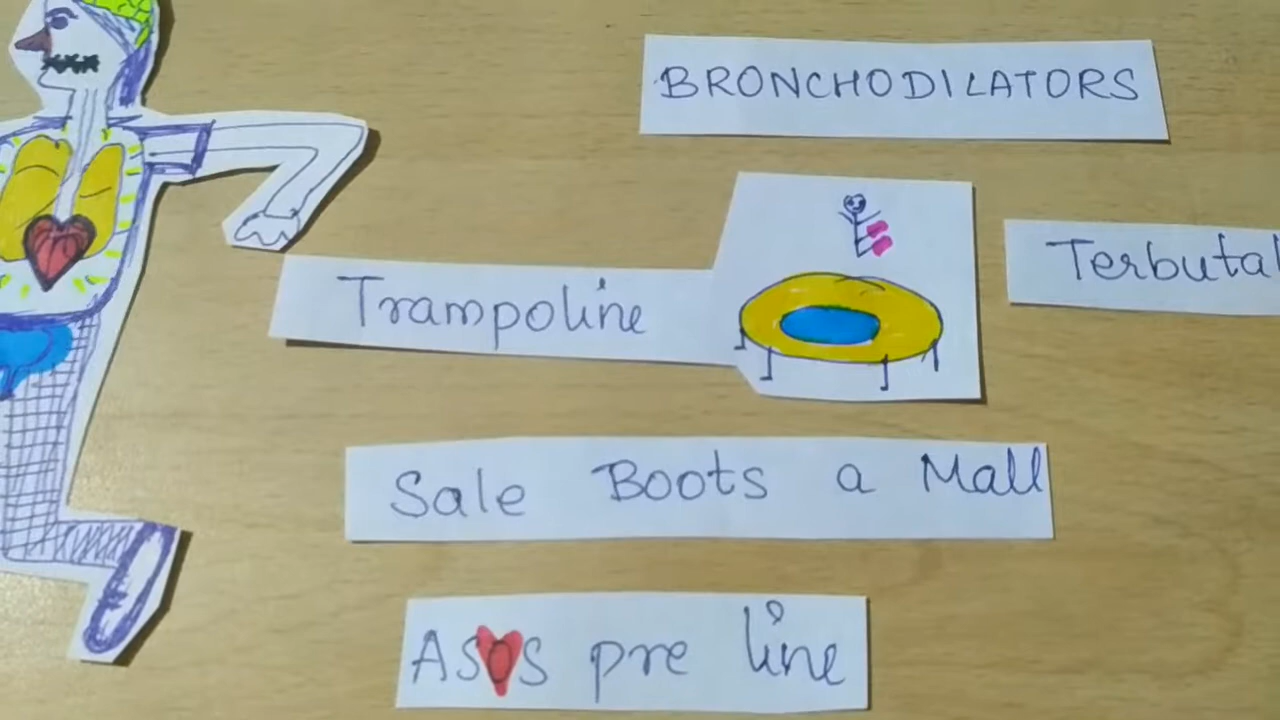 BRONCHODILATORS
Trampoline
Terbutal
Sale Boots a Mall
ASOS pre line